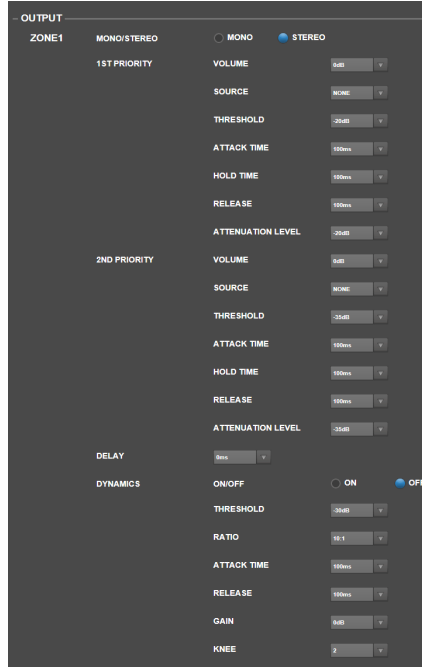 OUTPUT
ZONE1 MONO/STEREO MONO STEREO
1ST PRIORITY VOLUME 0dB
SOURCE NONE
THRESHOLD -20dB
ATTACK TIME 100ms
HOLD TIME 100ms
RELEASE 100ms
ATTENUATION LEVEL -20dB
2ND PRIORITY VOLUME 0dB
SOURCE NONE
THRESHOLD -35dB
ATTACK TIME 100ms
HOLD TIME 100ms
RELEASE 100ms
ATTENUATION LEVEL -35dB
DELAY 0ms
DYNAMICS ON/OFF ON OFF
THRESHOLD -30dB
RATIO 10:1
ATTACK TIME 100ms
RELEASE 100ms
GAIN 0dB
KNEE 2